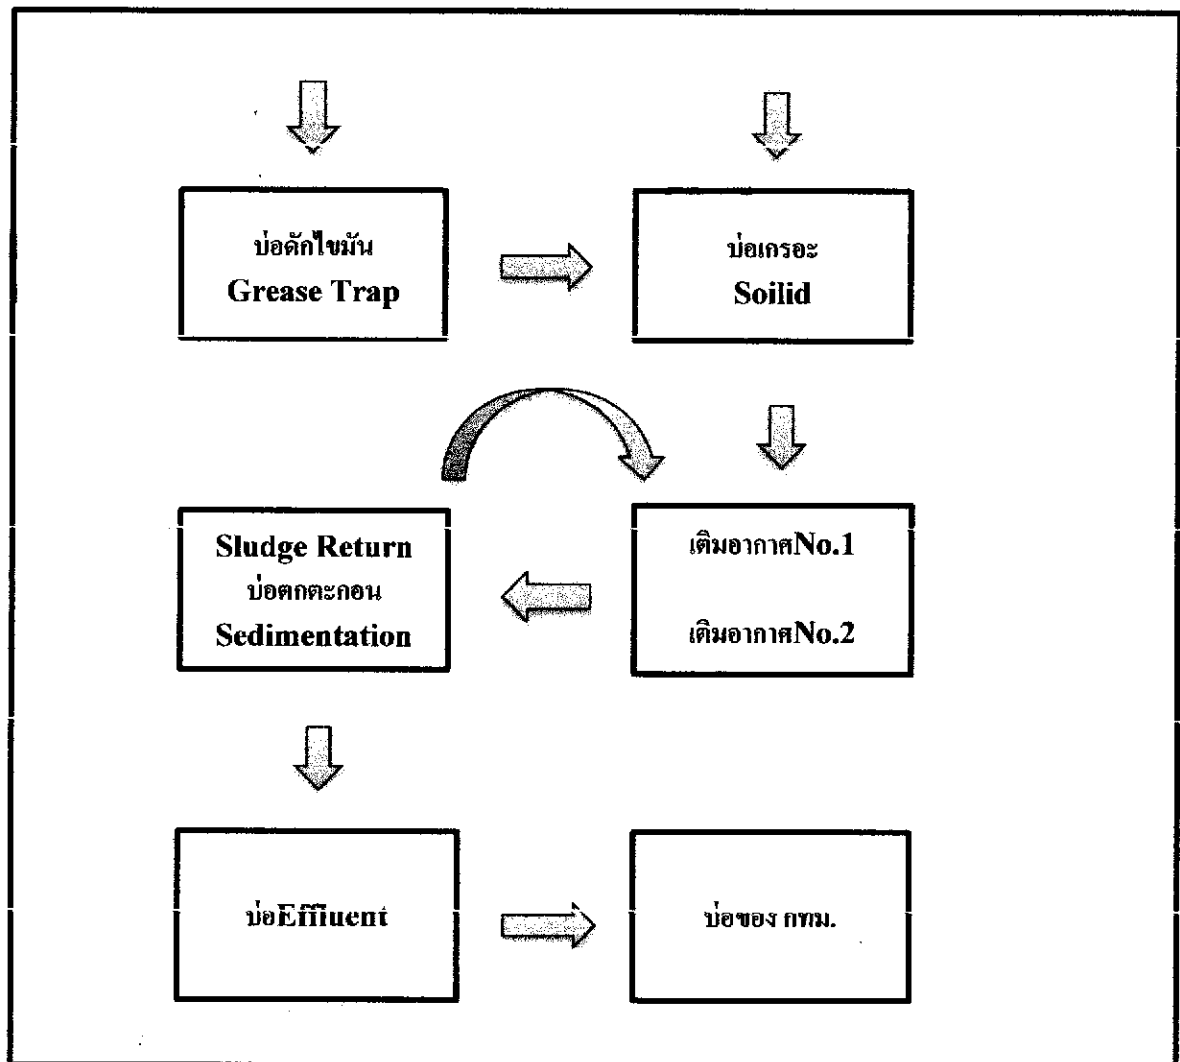 บ่อดักไขมัน
Grease Trap
บ่อเกรอะ
Soilid
Sludge Return
บ่อตกตะกอน
Sedimentation
เติมอากาศNo.1
เติมอากาศNo.2
บ่อEffluent
บ่อของ กทม.